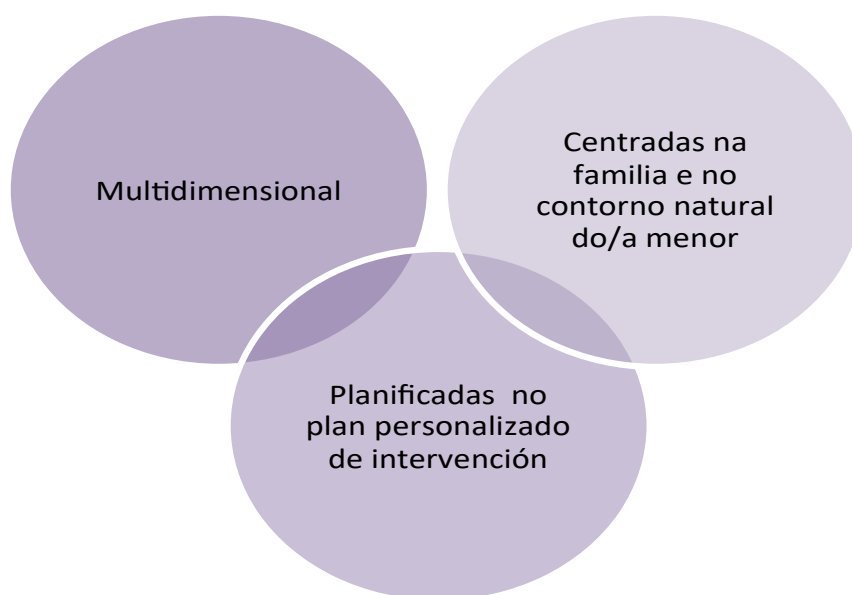 Multidimensional
Centradas na
familia e no
contorno natural
do/a menor
Planificadas no
plan personalizado
de intervención